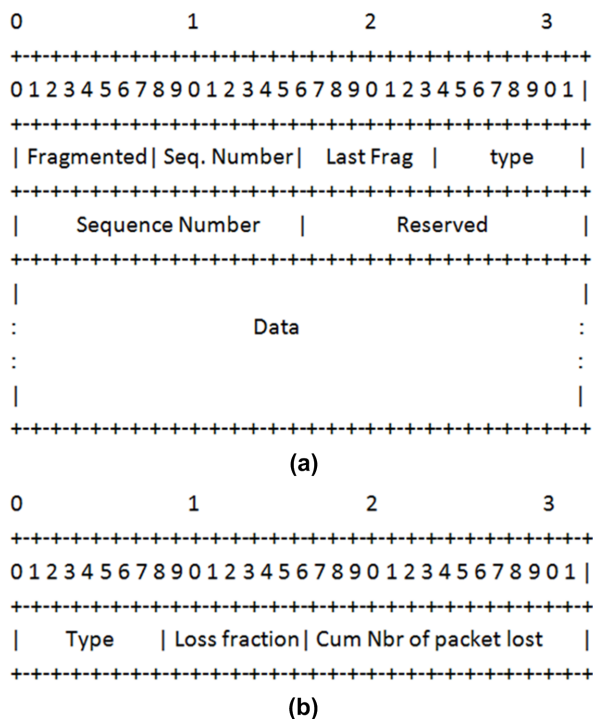 0 1 2 3
+-+-+-+-+-+-+-+-+-+-+-+-+-+-+-+-+-+-+-+-+-+-+-+-+-+-+-+-+-+-+-+-+
0 1 2 3 4 5 6 7 8 9 0 1 2 3 4 5 6 7 8 9 0 1 2 3 4 5 6 7 8 9 0 1 |
+-+-+-+-+-+-+-+-+-+-+-+-+-+-+-+-+-+-+-+-+-+-+-+-+-+-+-+-+-+-+-+-+
| Fragmented| Seq. Number| Last Frag | type |
+-+-+-+-+-+-+-+-+-+-+-+-+-+-+-+-+-+-+-+-+-+-+-+-+-+-+-+-+-+-+-+-+
| Sequence Number | Reserved |
+-+-+-+-+-+-+-+-+-+-+-+-+-+-+-+-+-+-+-+-+-+-+-+-+-+-+-+-+-+-+-+-+
| |
: Data :
: :
| |
+-+-+-+-+-+-+-+-+-+-+-+-+-+-+-+-+-+-+-+-+-+-+-+-+-+-+-+-+-+-+-+-+
(a)
0 1 2 3
+-+-+-+-+-+-+-+-+-+-+-+-+-+-+-+-+-+-+-+-+-+-+-+-+-+-+-+-+-+-+-+-+
0 1 2 3 4 5 6 7 8 9 0 1 2 3 4 5 6 7 8 9 0 1 2 3 4 5 6 7 8 9 0 1 |
+-+-+-+-+-+-+-+-+-+-+-+-+-+-+-+-+-+-+-+-+-+-+-+-+-+-+-+-+-+-+-+-+
| Type | Loss fraction| Cum Nbr of packet lost |
+-+-+-+-+-+-+-+-+-+-+-+-+-+-+-+-+-+-+-+-+-+-+-+-+-+-+-+-+-+-+-+-+
(b)